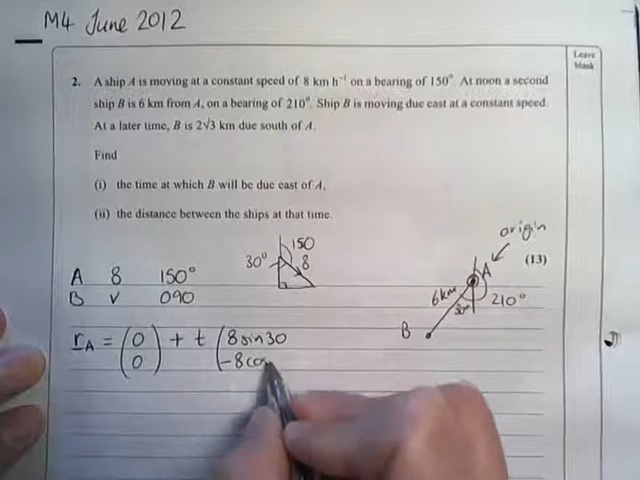 M4 June 2012
Leave
blank
2. A ship A is moving at a constant speed of 8 km h⁻¹ on a bearing of 150°. At noon a second
ship B is 6 km from A, on a bearing of 210°. Ship B is moving due east at a constant speed.
At a later time, B is 2√3 km due south of A.
Find
(i) the time at which B will be due east of A,
(ii) the distance between the ships at that time.
(13)
origin
A
6km
30°
210°
B
150
30°
8
A 8 150°
B v 090
r_A = (0 0) + t (8sin30
-8cos